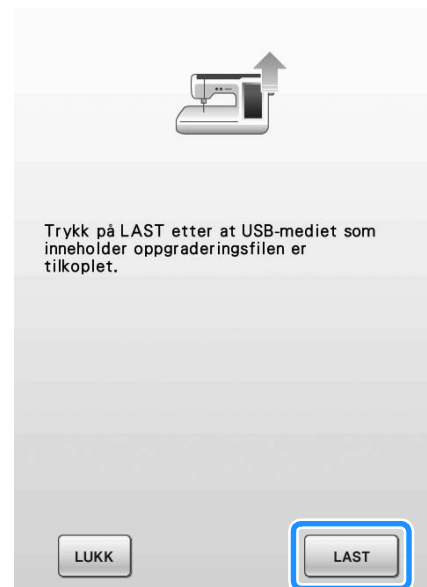 Trykk på LAST etter at USB-mediet som
inneholder oppgraderingsfilen er
tilkoplet.
LUKK
LAST